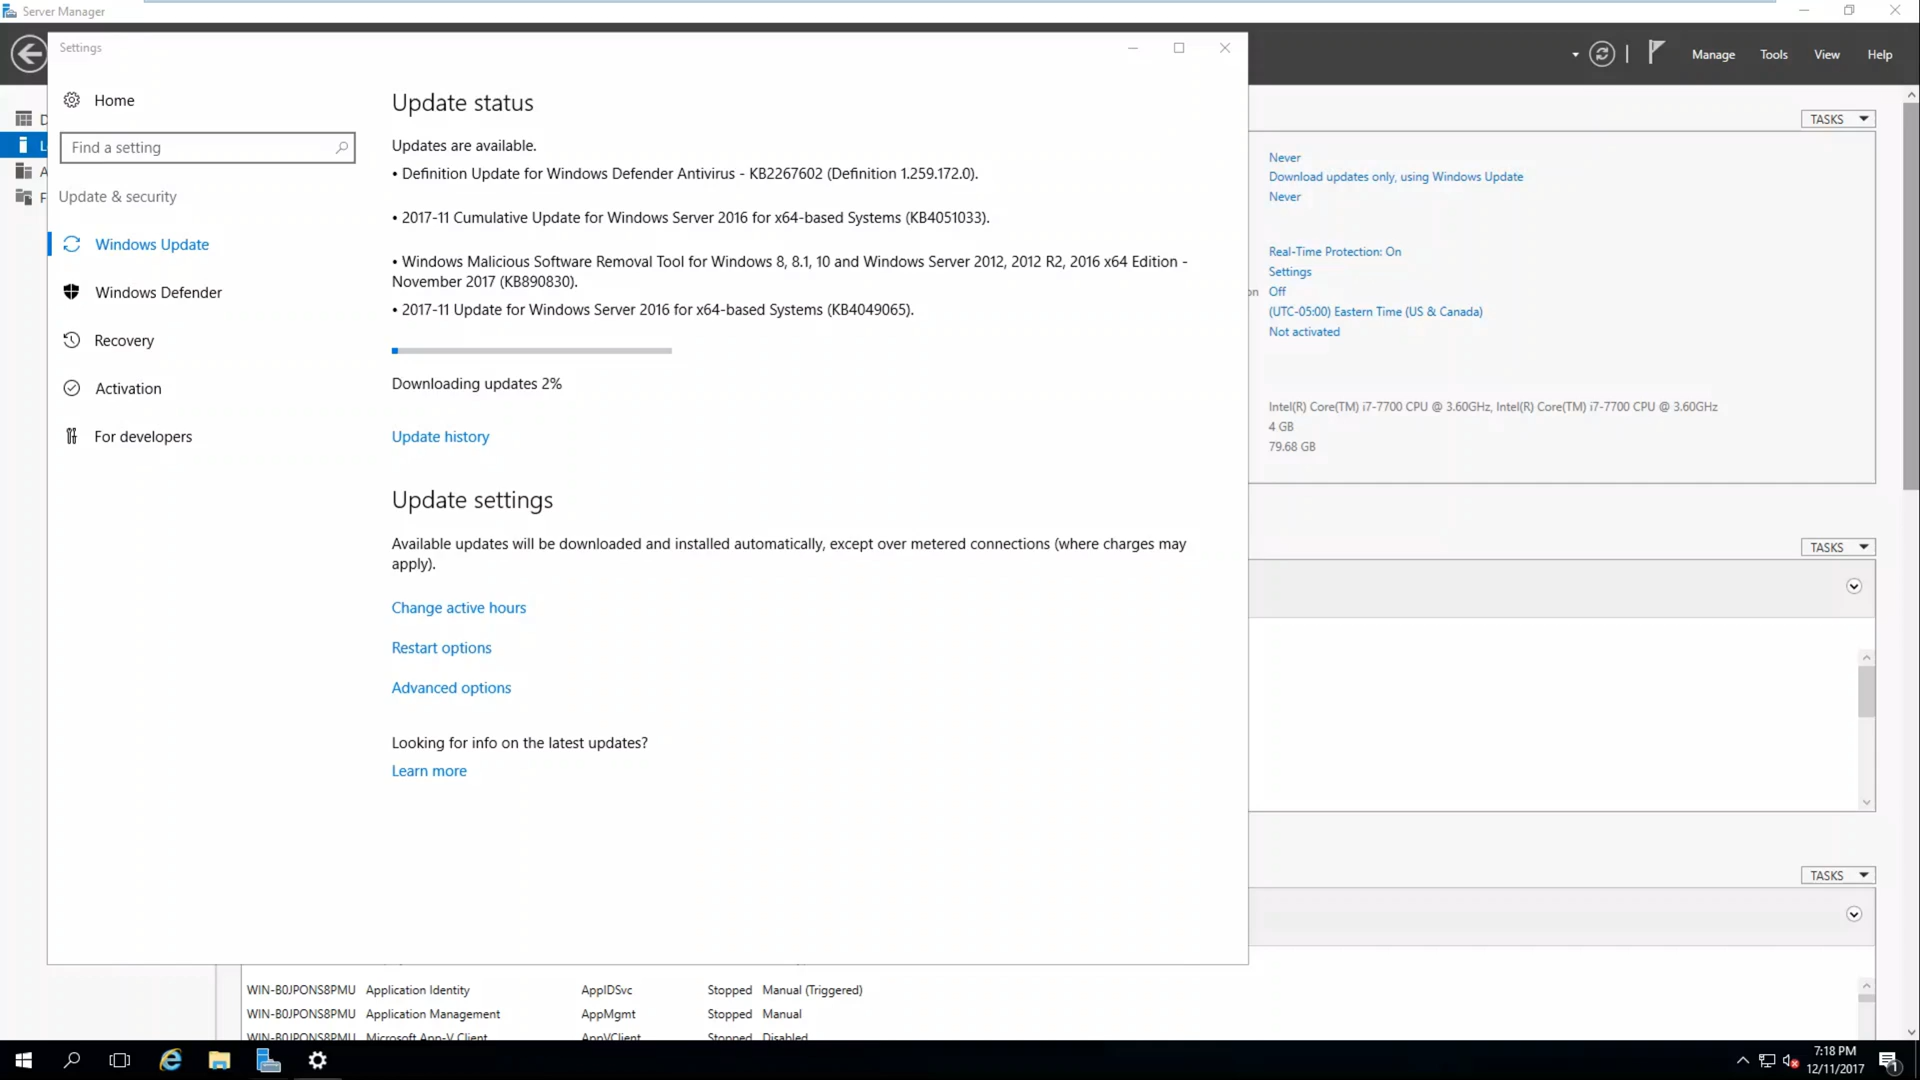 Server Manager
Settings
Manage
Tools
View
Help
Home
Find a setting
Update & security
Windows Update
Windows Defender
Recovery
Activation
For developers
Update status
Updates are available.
• Definition Update for Windows Defender Antivirus - KB2267602 (Definition 1.259.172.0).
• 2017-11 Cumulative Update for Windows Server 2016 for x64-based Systems (KB4051033).
• Windows Malicious Software Removal Tool for Windows 8, 8.1, 10 and Windows Server 2012, 2012 R2, 2016 x64 Edition -
November 2017 (KB890830).
• 2017-11 Update for Windows Server 2016 for x64-based Systems (KB4049065).
Downloading updates 2%
Update history
Update settings
Available updates will be downloaded and installed automatically, except over metered connections (where charges may
apply).
Change active hours
Restart options
Advanced options
Looking for info on the latest updates?
Learn more
TASKS
Never
Download updates only, using Windows Update
Never
Real-Time Protection: On
Settings
on Off
(UTC-05:00) Eastern Time (US & Canada)
Not activated
Intel(R) Core(TM) i7-7700 CPU @ 3.60GHz, Intel(R) Core(TM) i7-7700 CPU @ 3.60GHz
4 GB
79.68 GB
TASKS
TASKS
WIN-B0JPONS8PMU Application Identity AppIDSvc Stopped Manual (Triggered)
WIN-B0JPONS8PMU Application Management AppMgmt Stopped Manual
WIN-B0JPONS8PMU Microsoft App-V Client AppVClient Stopped Disabled
7:18 PM
12/11/2017
1